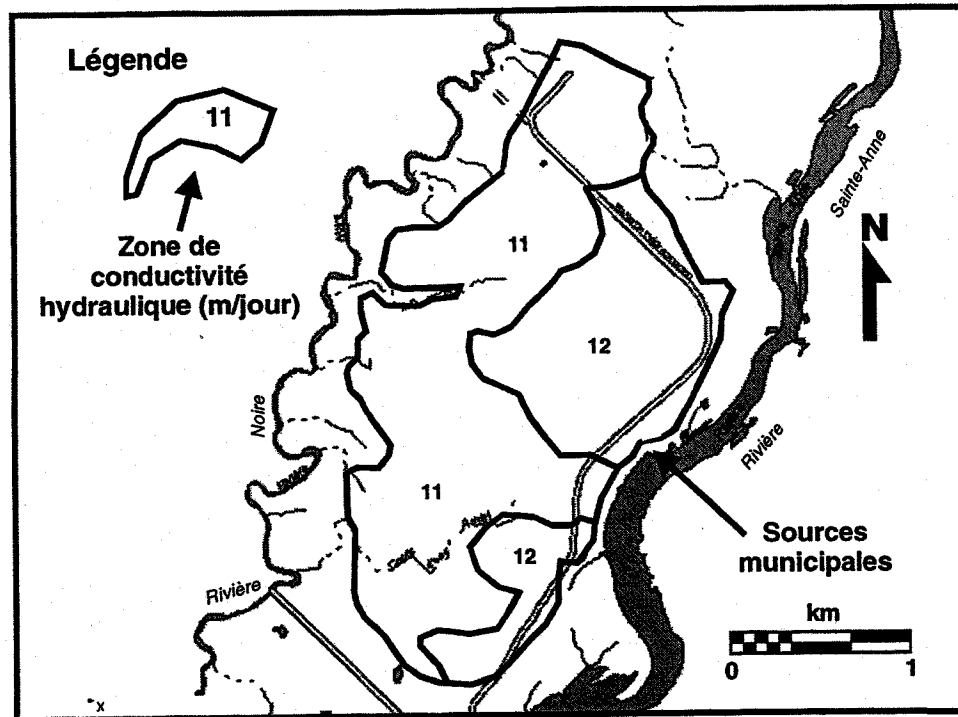 Légende
11
Zone de
conductivité
hydraulique (m/jour)
11
12
11
12
Noire
Rivière
Sainte-Anne
Rivière
N
Sources
municipales
km
0 1
x